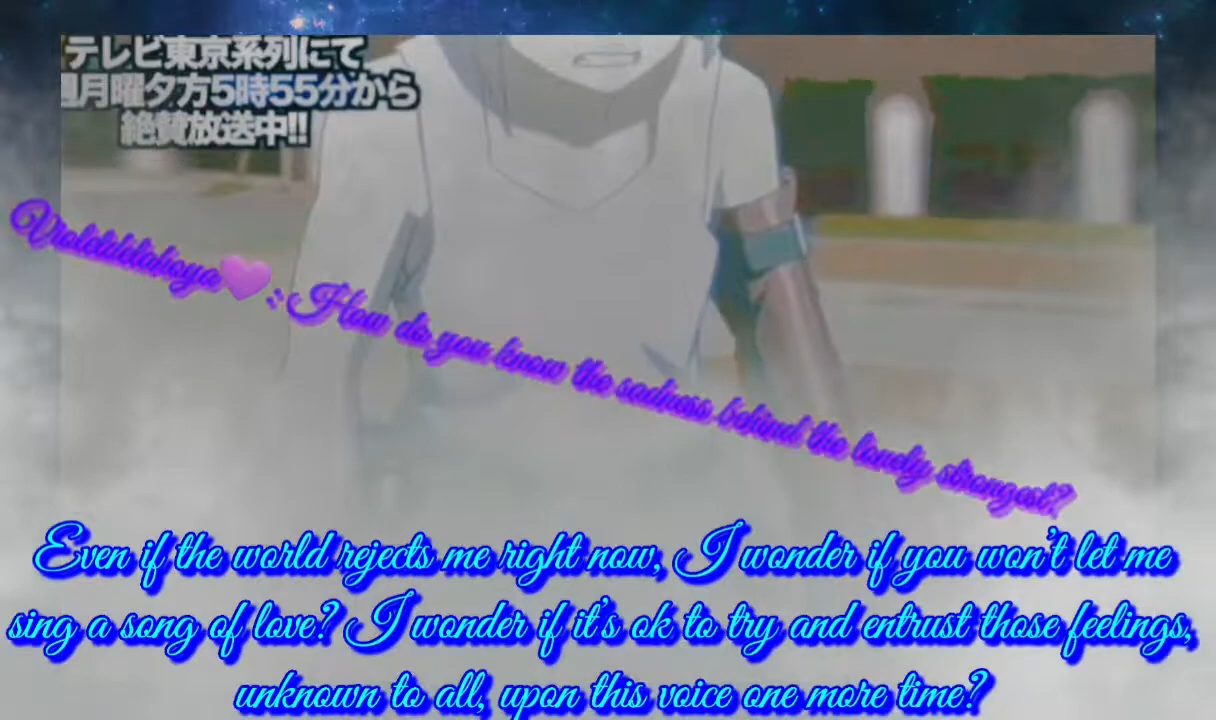 テレビ東京系列にて
週月曜夕方5時55分から
絶賛放送中!!
Violetdelahoya💜: How do you know the sadness behind the lonely strongest?
Even if the world rejects me right now, I wonder if you won't let me
sing a song of love? I wonder if it's ok to try and entrust those feelings,
unknown to all, upon this voice one more time?